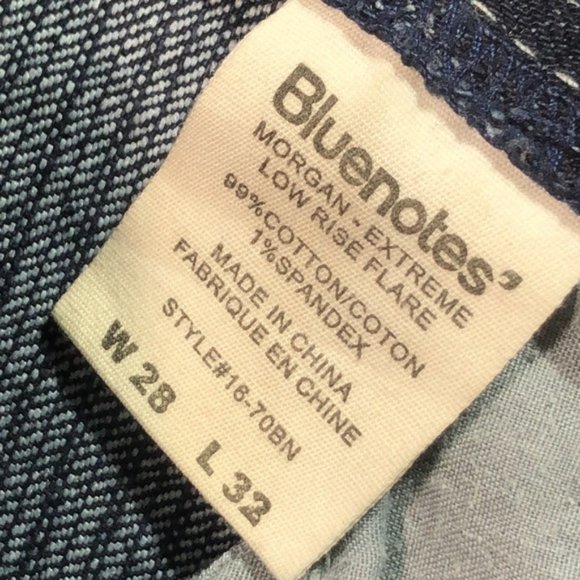 Bluenotes'
MORGAN - EXTREME
LOW RISE FLARE
99%COTTON/COTON
1%SPANDEX
MADE IN CHINA
FABRIQUE EN CHINE
STYLE#16-70BN
W 28 L 32